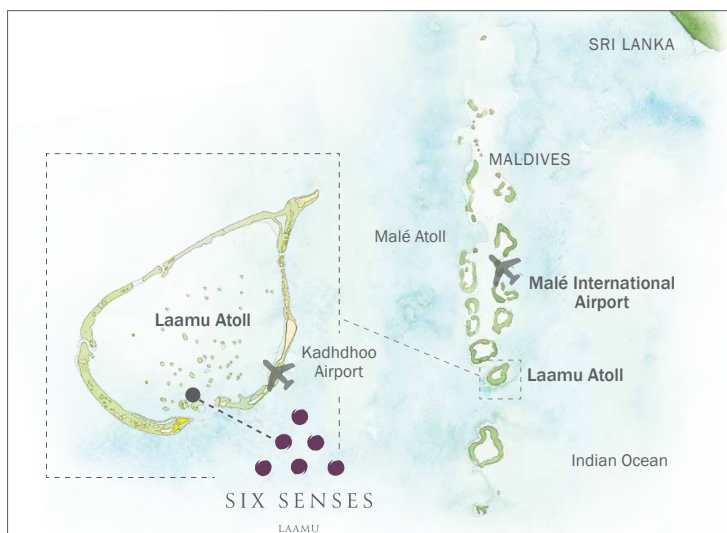 SRI LANKA
MALDIVES
Malé Atoll
Malé International
Airport
Laamu Atoll
Kadhdhoo
Airport
Laamu Atoll
Indian Ocean
SIX SENSES
LAAMU